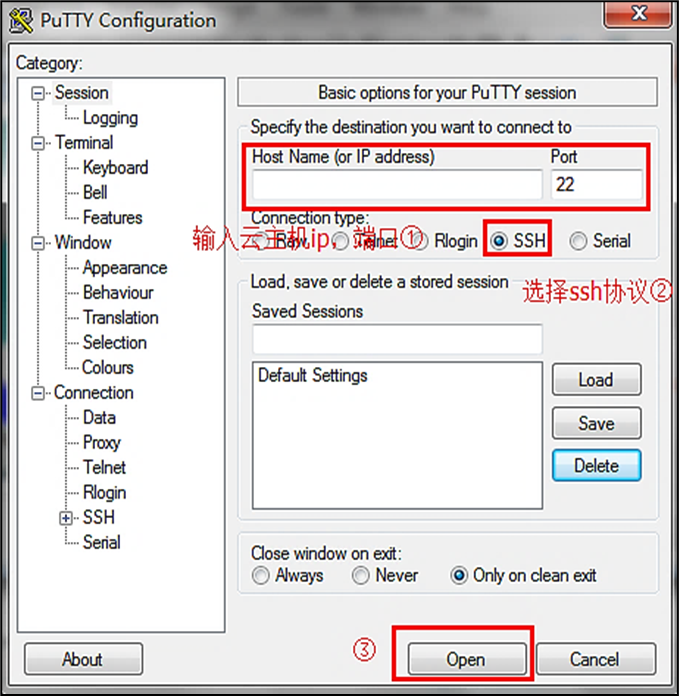 PuTTY Configuration
Category:
Session
Logging
Terminal
Keyboard
Bell
Features
Window
Appearance
Behaviour
Translation
Selection
Colours
Connection
Data
Proxy
Telnet
Rlogin
SSH
Serial
Basic options for your PuTTY session
Specify the destination you want to connect to
Host Name (or IP address) Port
22
Connection type:
Raw Telnet Rlogin SSH Serial
输入云主机ip，端口①
Load, save or delete a stored session
选择ssh协议②
Saved Sessions
Default Settings
Load
Save
Delete
Close window on exit:
Always Never Only on clean exit
③
About Open Cancel